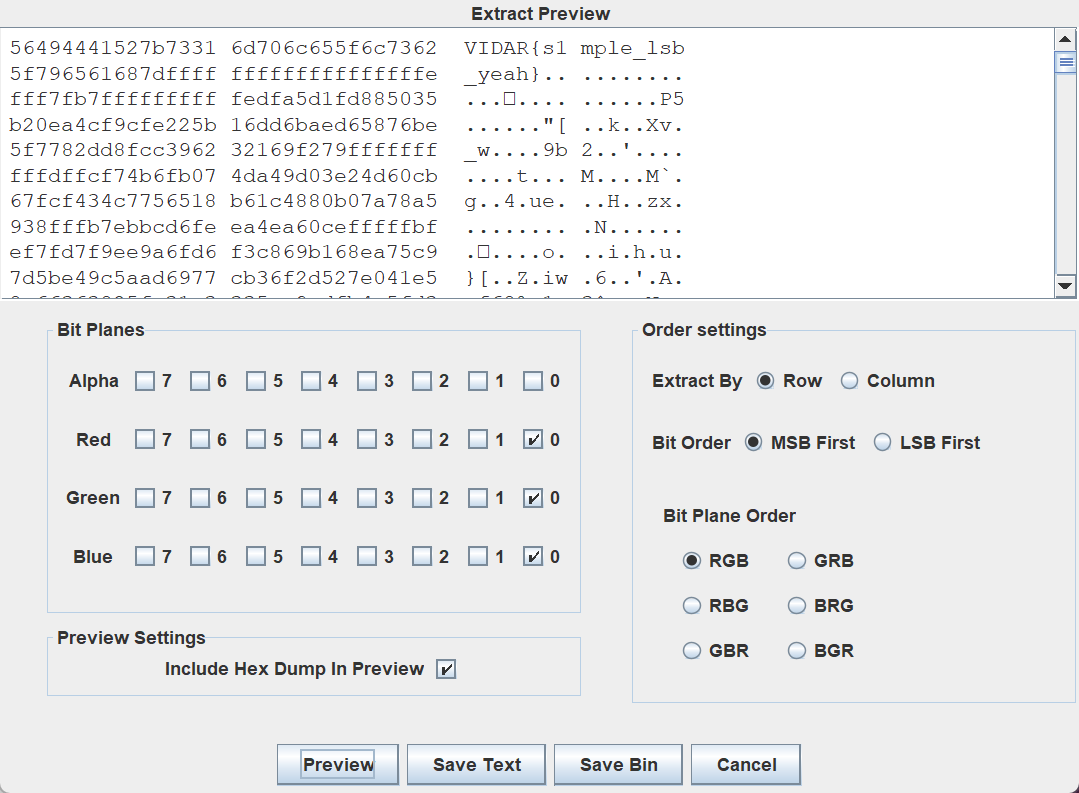 Extract Preview
56494441527b7331 6d706c655f6c7362 VIDAR{s1 mple_lsb
5f796561687dffff fffffffffffffffe _yeah}.. ........
fff7fb7fffffffff fedfa5d1fd885035 ...□.... ......P5
b20ea4cf9cfe225b 16dd6baed65876be ......"[ ..k..Xv.
5f7782dd8fcc3962 32169f279fffffff _w....9b 2..'....
fffdffcf74b6fb07 4da49d03e24d60cb ....t... M....M`.
67fcf434c7756518 b61c4880b07a78a5 g..4.ue. ..H..zx.
938fffb7ebbcd6fe ea4ea60cefffffbf ........ .N......
ef7fd7f9ee9a6fd6 f3c869b168ea75c9 .□....o. ..i.h.u.
7d5be49c5aad6977 cb36f2d527e041e5 }[..Z.iw .6..'.A.
Bit Planes
Alpha 7 6 5 4 3 2 1 0
Red 7 6 5 4 3 2 1 0
Green 7 6 5 4 3 2 1 0
Blue 7 6 5 4 3 2 1 0
Preview Settings
Include Hex Dump In Preview
Order settings
Extract By Row Column
Bit Order MSB First LSB First
Bit Plane Order
RGB GRB
RBG BRG
GBR BGR
Preview Save Text Save Bin Cancel